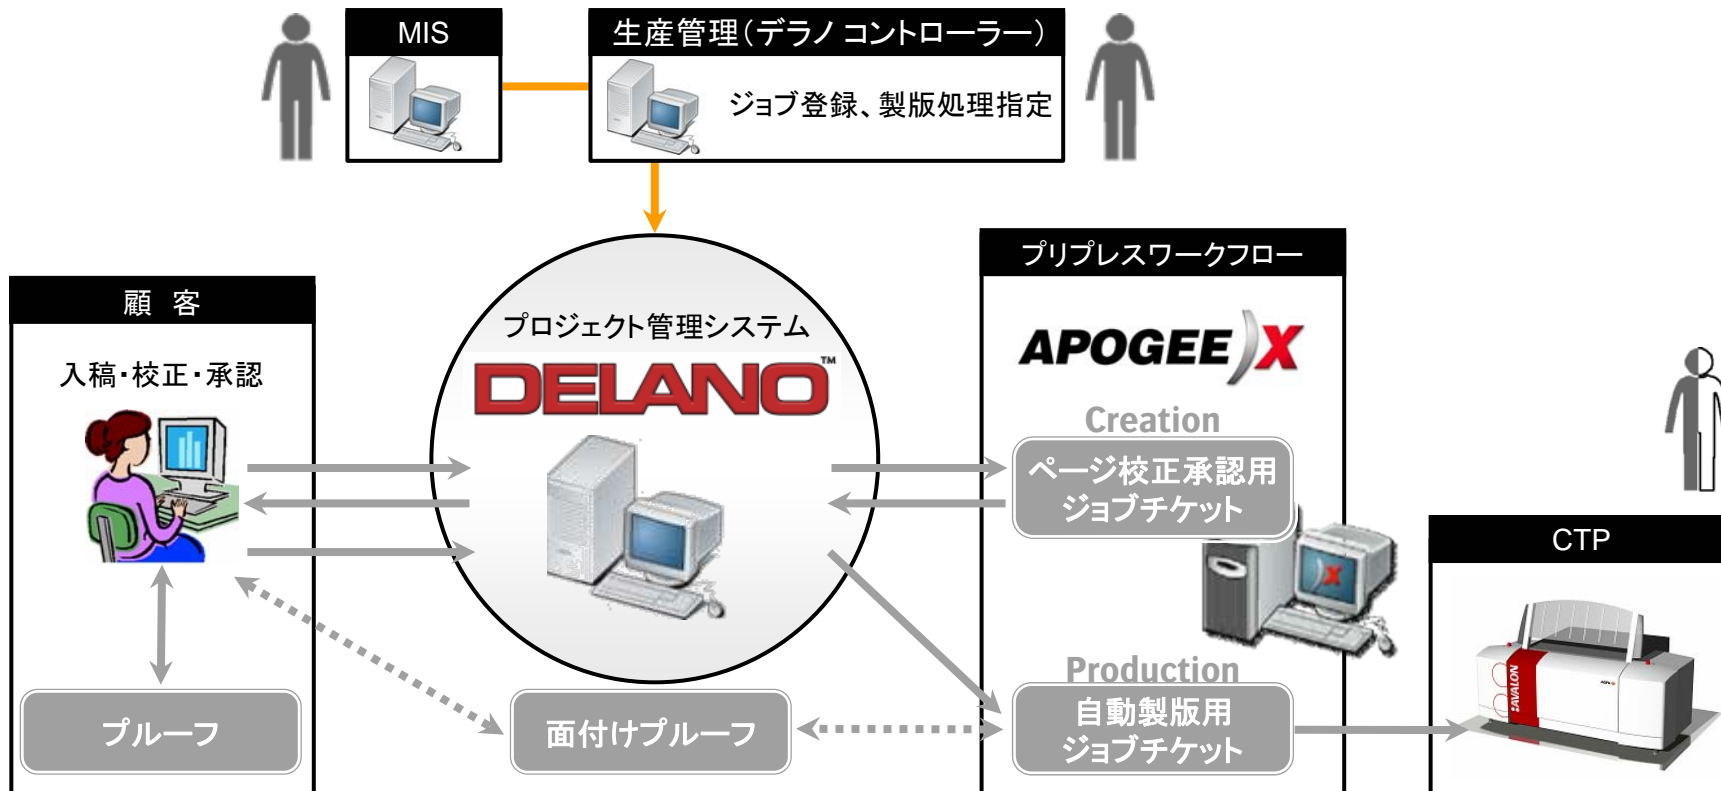 MIS
生産管理（デラノ コントローラー）
ジョブ登録、製版処理指定
顧 客
入稿・校正・承認
プルーフ
プロジェクト管理システム
DELANO™
面付けプルーフ
プリプレスワークフロー
APOGEE X
Creation
ページ校正承認用
ジョブチケット
X
Production
自動製版用
ジョブチケット
CTP
:AVALON
AGFA